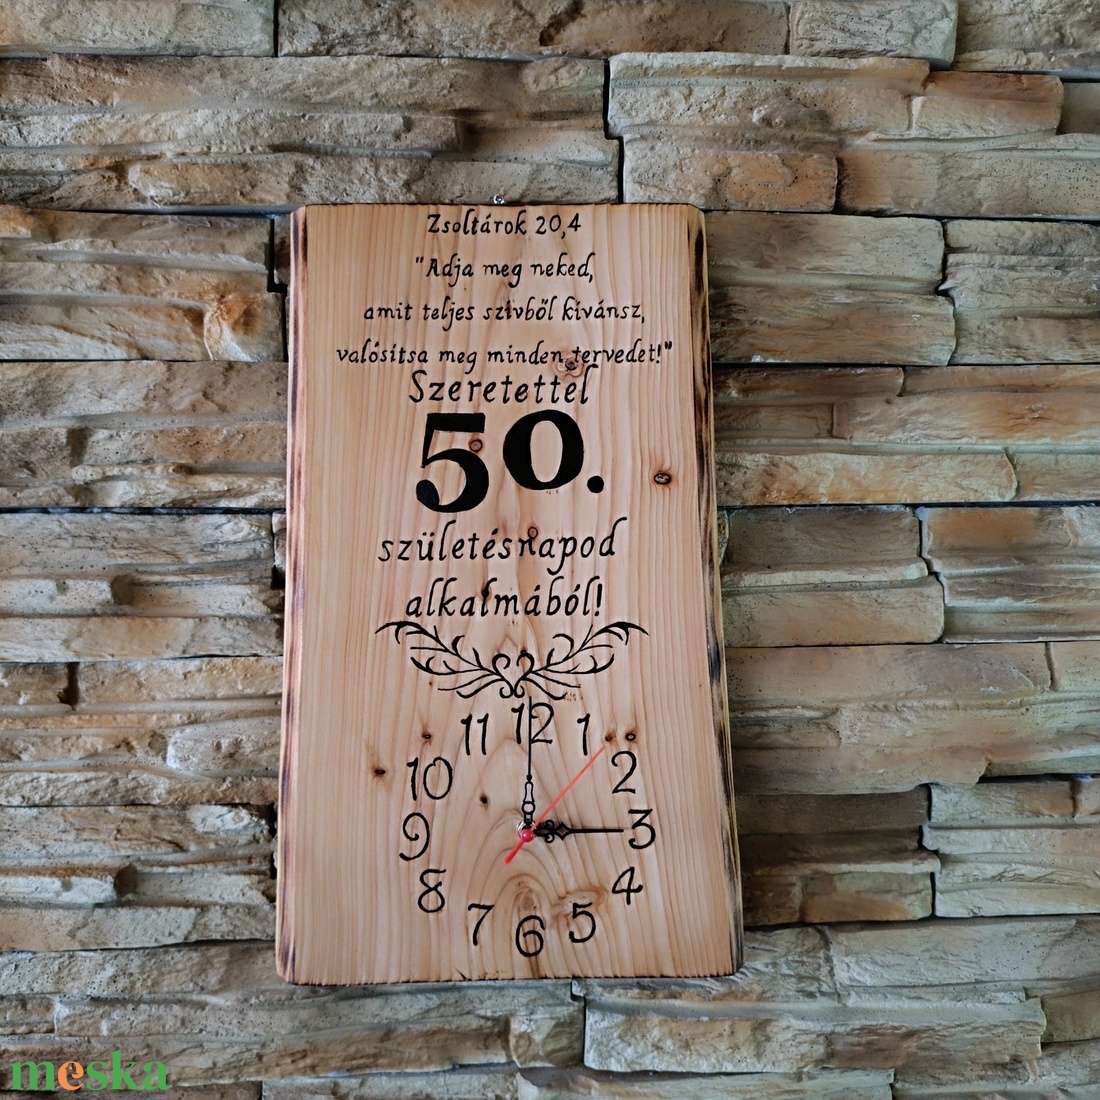 Zsoltárok 20,4
"Adja meg neked,
amit teljes szívből kívánsz,
valósítsa meg minden tervedet!"
Szeretettel
50.
születésnapod
alkalmából!
11 12 1
10 2
9 3
8 4
7 6 5
meska